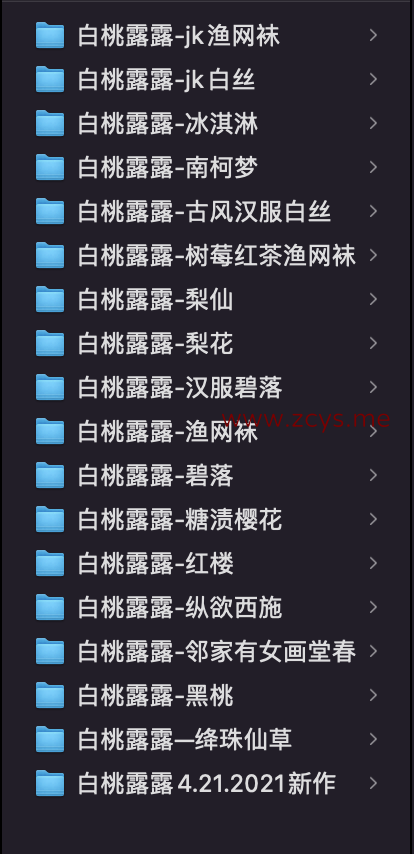 白桃露露-jk渔网袜
白桃露露-jk白丝
白桃露露-冰淇淋
白桃露露-南柯梦
白桃露露-古风汉服白丝
白桃露露-树莓红茶渔网袜
白桃露露-梨仙
白桃露露-梨花
白桃露露-汉服碧落
www.zcys.me
白桃露露-渔网袜
白桃露露-碧落
白桃露露-糖渍樱花
白桃露露-红楼
白桃露露-纵欲西施
白桃露露-邻家有女画堂春
白桃露露-黑桃
白桃露露—绛珠仙草
白桃露露4.21.2021新作